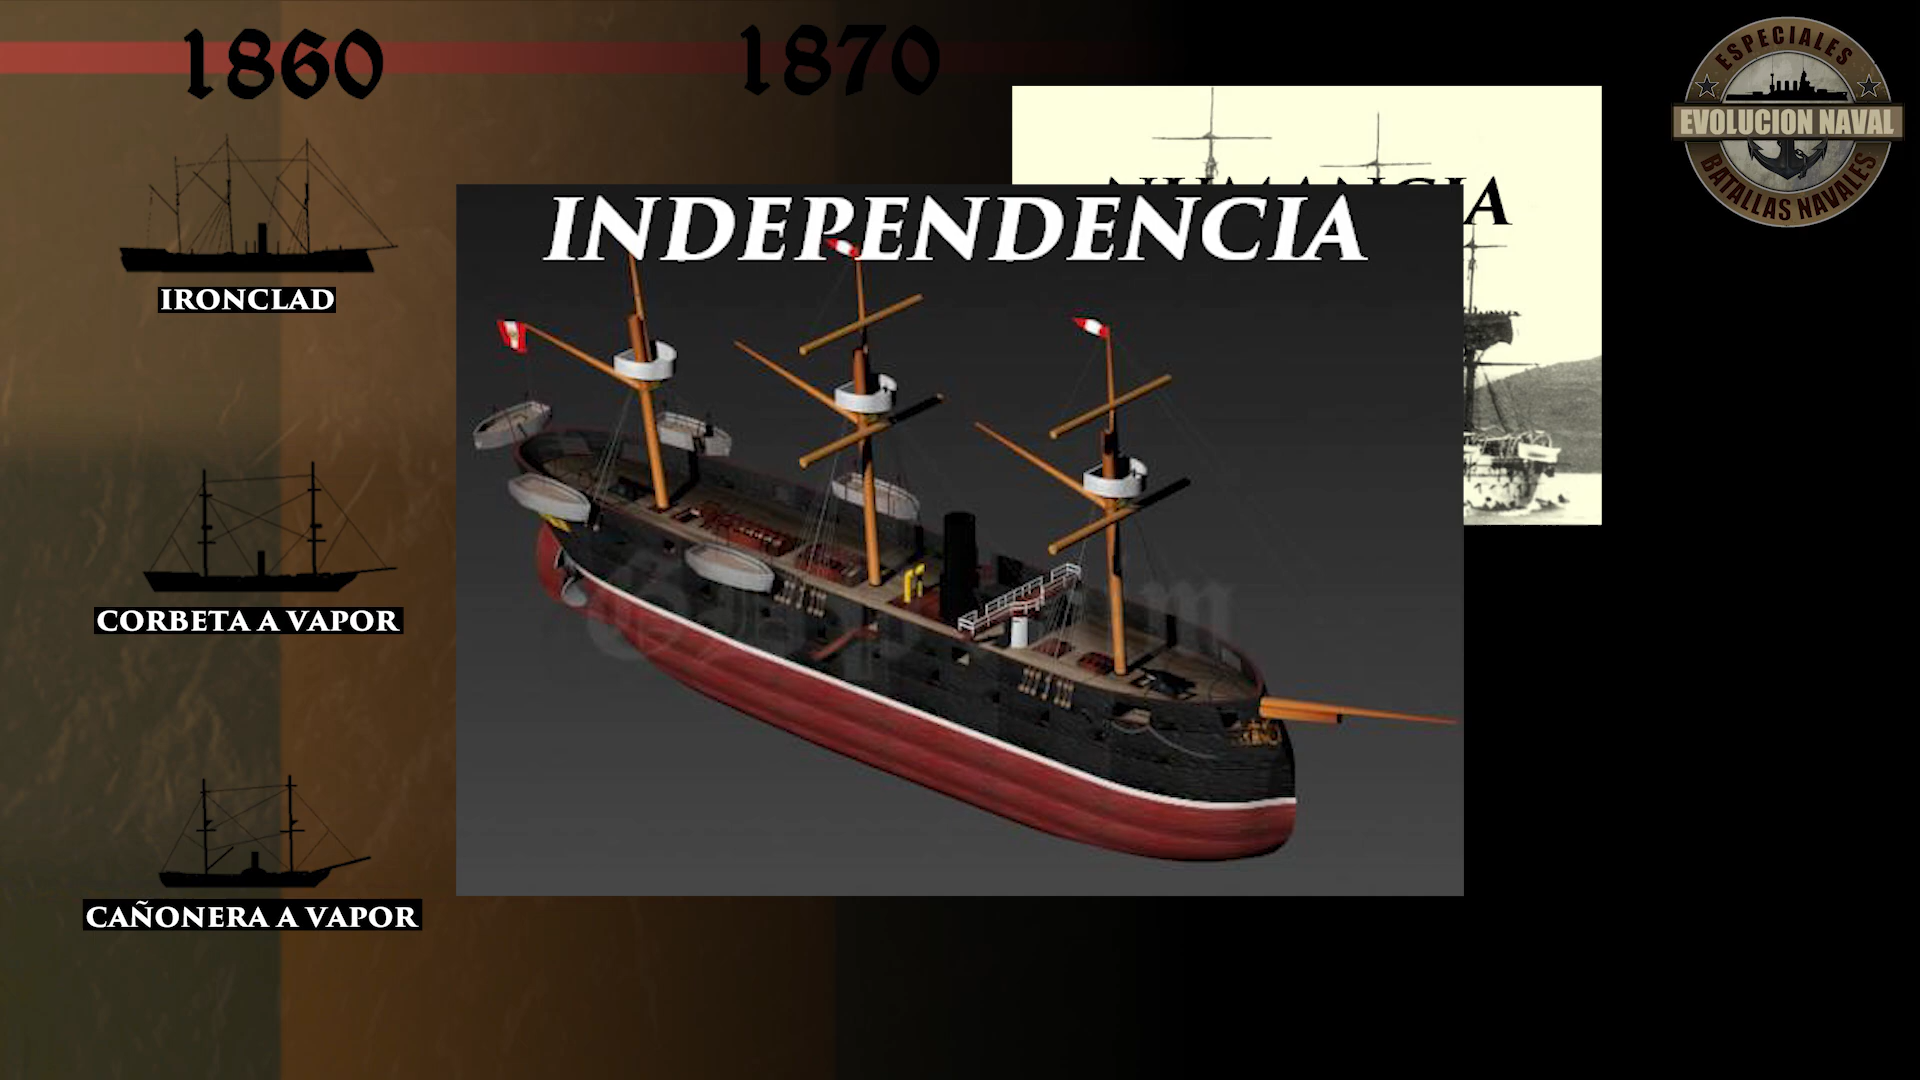 1860
1870
ESPECIALES
EVOLUCION NAVAL
BATALLAS NAVALES
INDEPENDENCIA
IRONCLAD
CORBETA A VAPOR
CAÑONERA A VAPOR